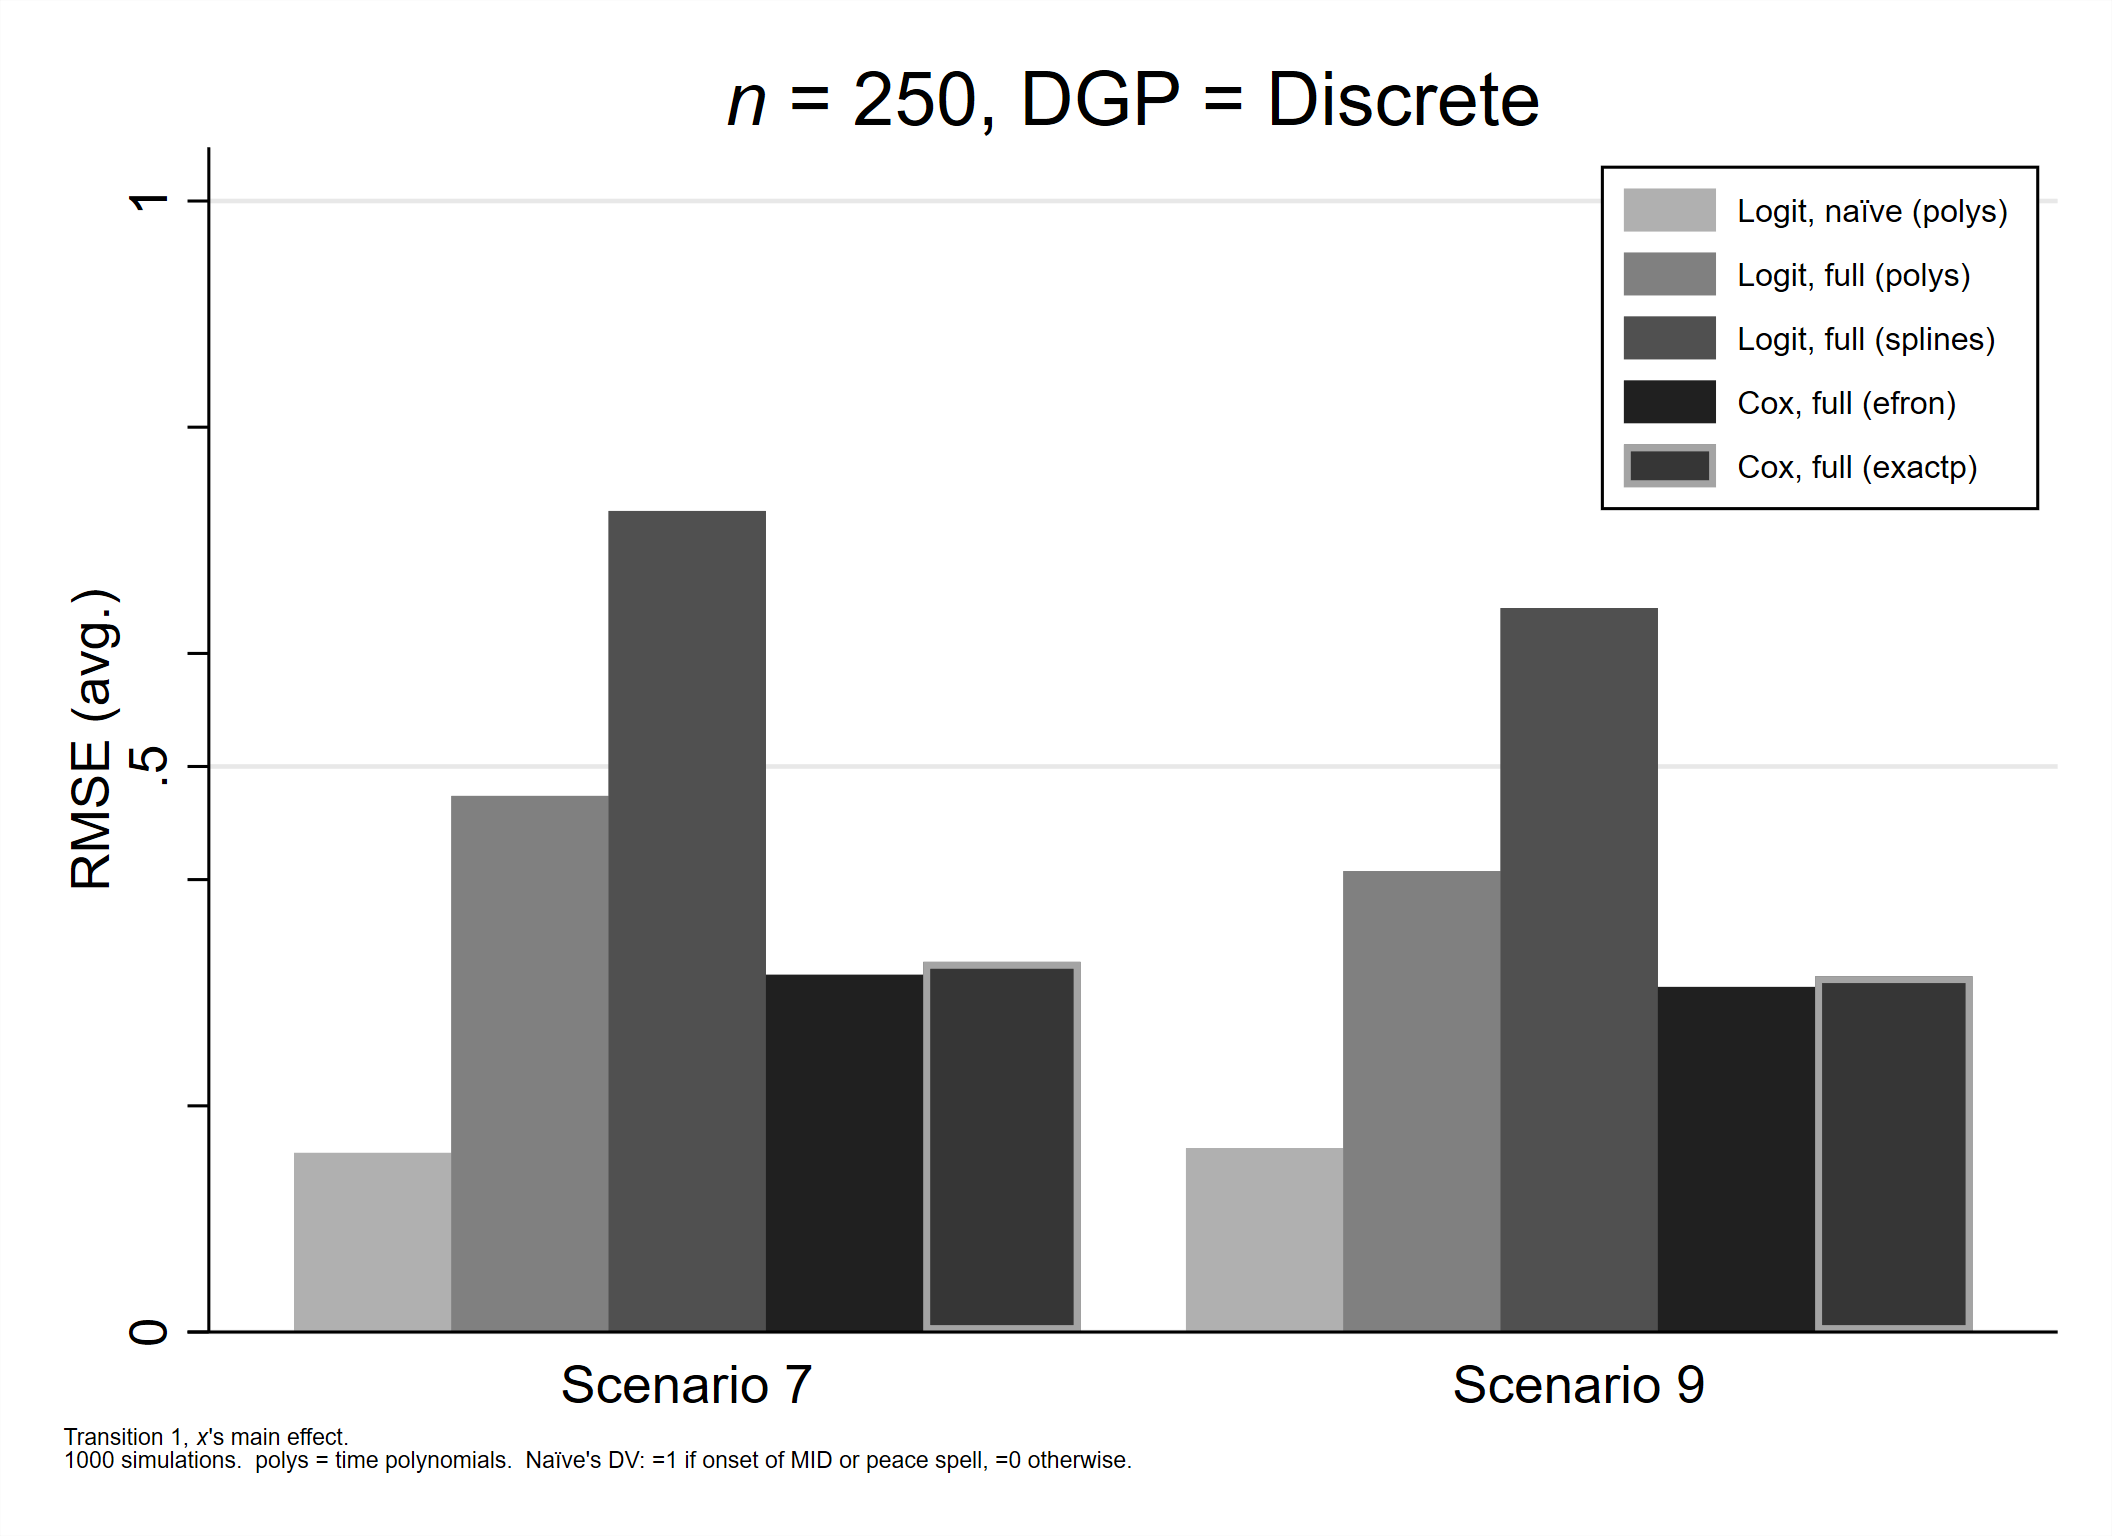 n = 250, DGP = Discrete
1
.5
0
RMSE (avg.)
Logit, naïve (polys)
Logit, full (polys)
Logit, full (splines)
Cox, full (efron)
Cox, full (exactp)
Scenario 7
Scenario 9
Transition 1, x's main effect.
1000 simulations.  polys = time polynomials.  Naïve's DV: =1 if onset of MID or peace spell, =0 otherwise.